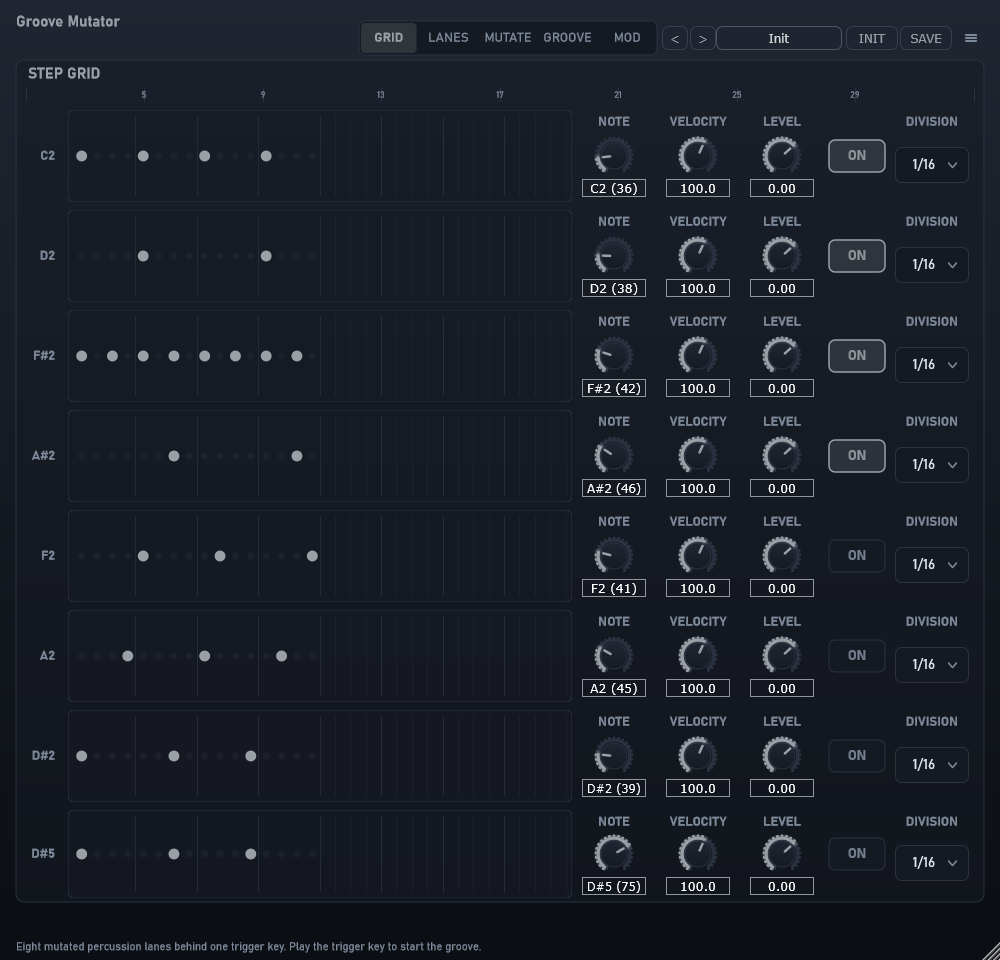 Groove Mutator
GRID LANES MUTATE GROOVE MOD < > Init INIT SAVE
STEP GRID
5 9 13 17 21 25 29
C2 NOTE VELOCITY LEVEL ON DIVISION
C2 (36) 100.0 0.00 1/16
D2 NOTE VELOCITY LEVEL ON DIVISION
D2 (38) 100.0 0.00 1/16
F#2 NOTE VELOCITY LEVEL ON DIVISION
F#2 (42) 100.0 0.00 1/16
A#2 NOTE VELOCITY LEVEL ON DIVISION
A#2 (46) 100.0 0.00 1/16
F2 NOTE VELOCITY LEVEL ON DIVISION
F2 (41) 100.0 0.00 1/16
A2 NOTE VELOCITY LEVEL ON DIVISION
A2 (45) 100.0 0.00 1/16
D#2 NOTE VELOCITY LEVEL ON DIVISION
D#2 (39) 100.0 0.00 1/16
D#5 NOTE VELOCITY LEVEL ON DIVISION
D#5 (75) 100.0 0.00 1/16
Eight mutated percussion lanes behind one trigger key. Play the trigger key to start the groove.